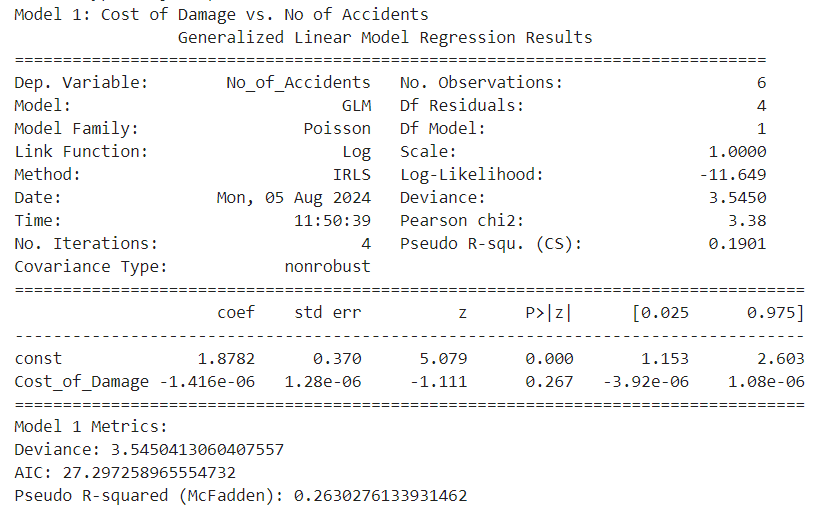 Model 1: Cost of Damage vs. No of Accidents
                 Generalized Linear Model Regression Results
==============================================================================
Dep. Variable:        No_of_Accidents   No. Observations:                    6
Model:                            GLM   Df Residuals:                        4
Model Family:                 Poisson   Df Model:                            1
Link Function:                    Log   Scale:                          1.0000
Method:                          IRLS   Log-Likelihood:                -11.649
Date:                Mon, 05 Aug 2024   Deviance:                       3.5450
Time:                        11:50:39   Pearson chi2:                     3.38
No. Iterations:                     4   Pseudo R-squ. (CS):             0.1901
Covariance Type:            nonrobust
==================================================================================
                     coef    std err          z      P>|z|      [0.025      0.975]
----------------------------------------------------------------------------------
const              1.8782      0.370      5.079      0.000       1.153       2.603
Cost_of_Damage -1.416e-06   1.28e-06     -1.111      0.267   -3.92e-06    1.08e-06
==================================================================================
Model 1 Metrics:
Deviance: 3.5450413060407557
AIC: 27.297258965554732
Pseudo R-squared (McFadden): 0.2630276133931462